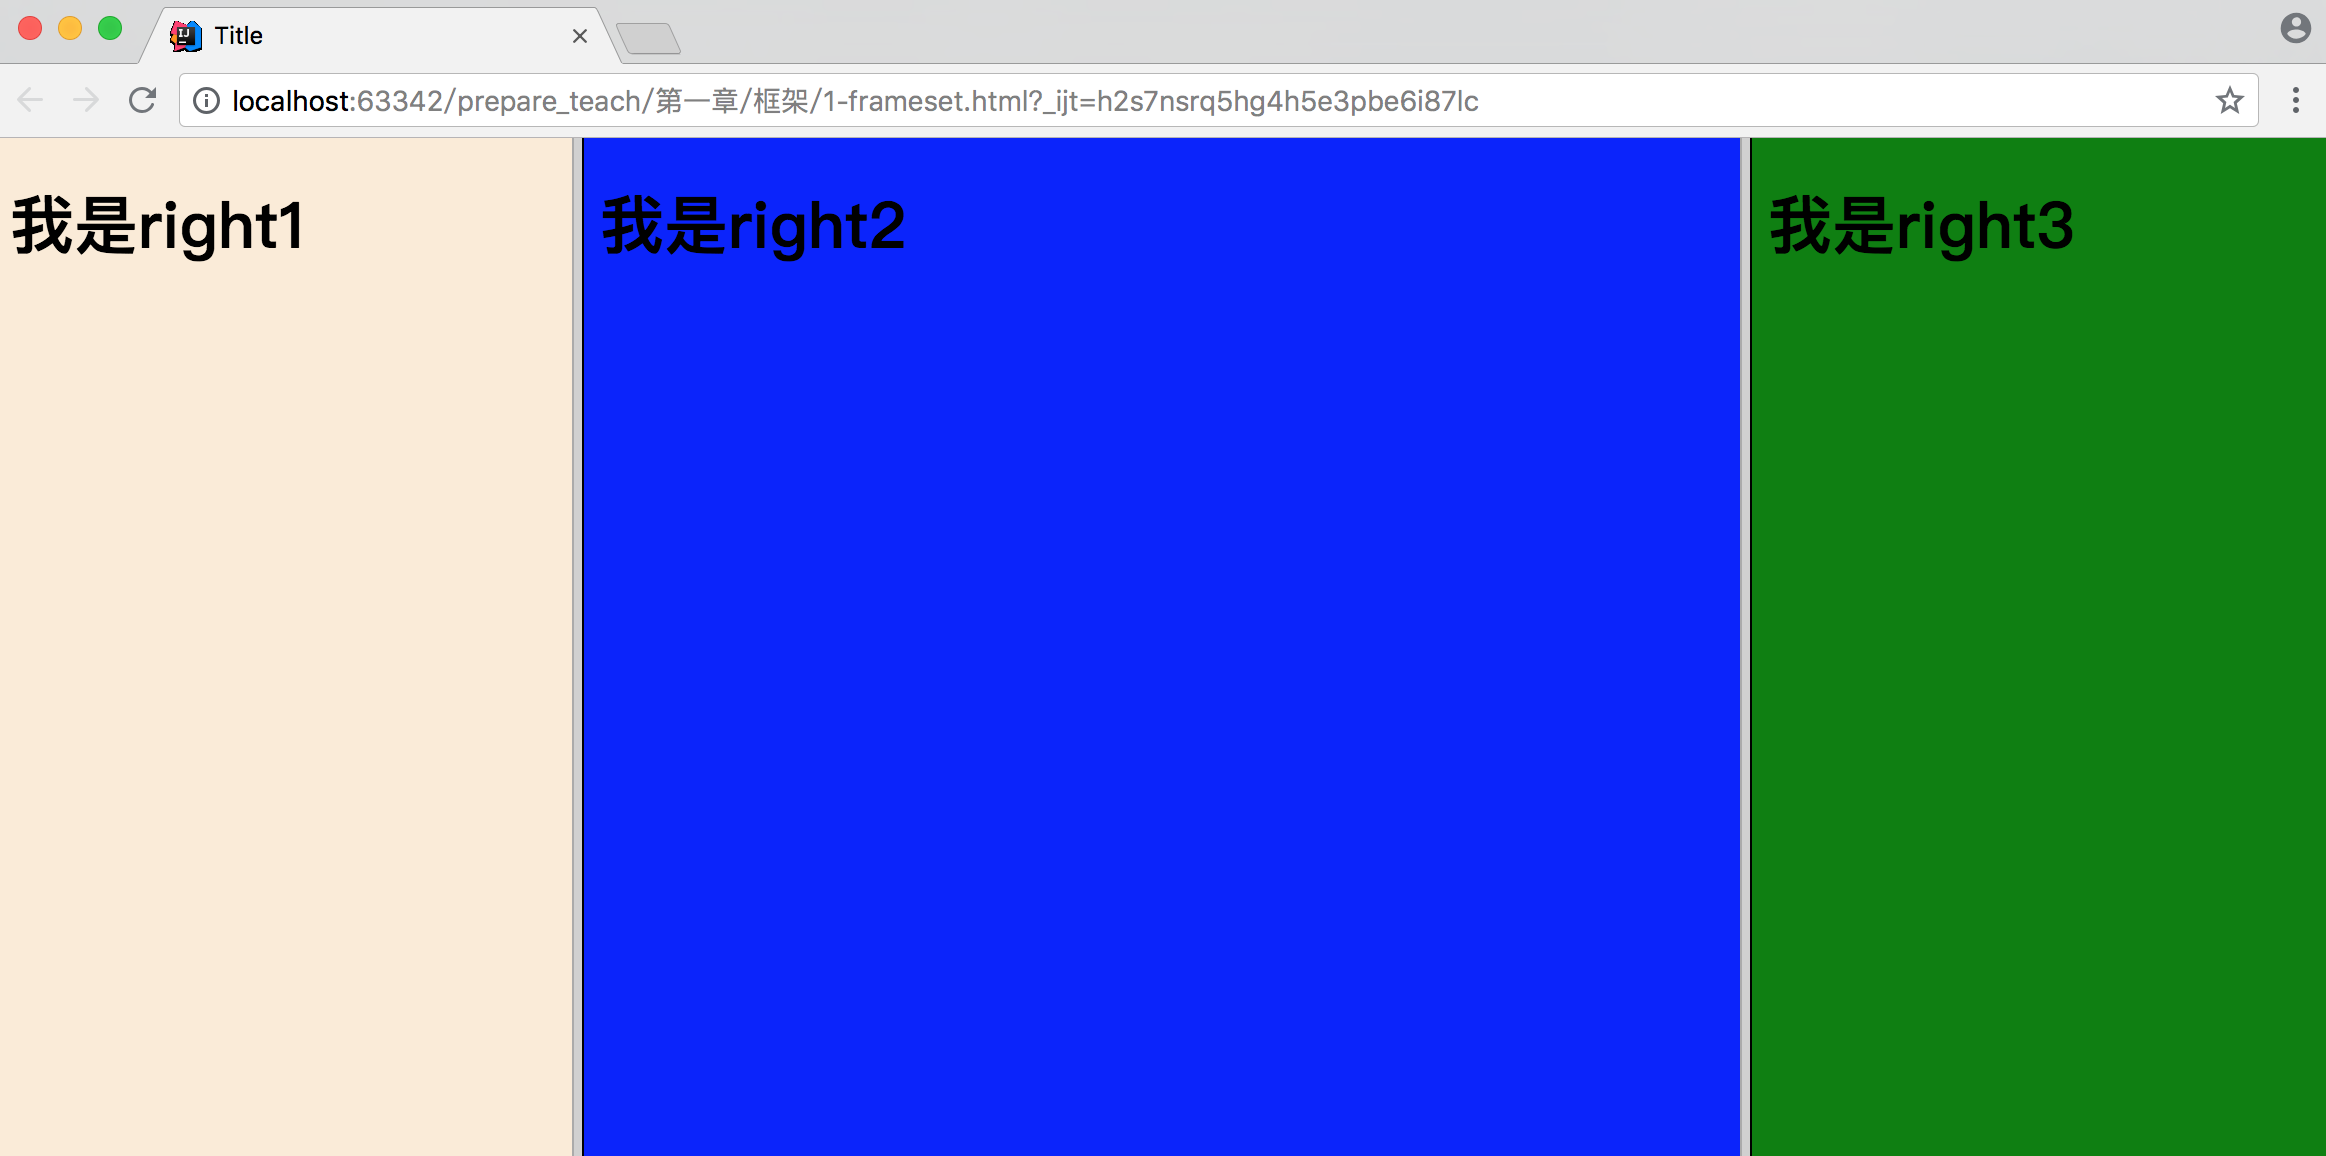 Title
localhost:63342/prepare_teach/第一章/框架/1-frameset.html?_ijt=h2s7nsrq5hg4h5e3pbe6i87lc
我是right1
我是right2
我是right3